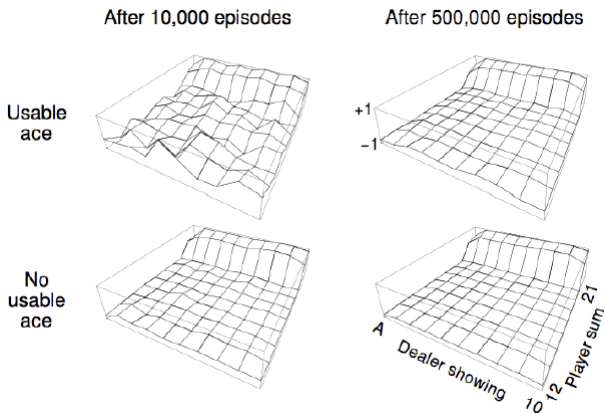 After 10,000 episodes
After 500,000 episodes
Usable
ace
+1
−1
No
usable
ace
A
Dealer showing
10
12
Player sum
21